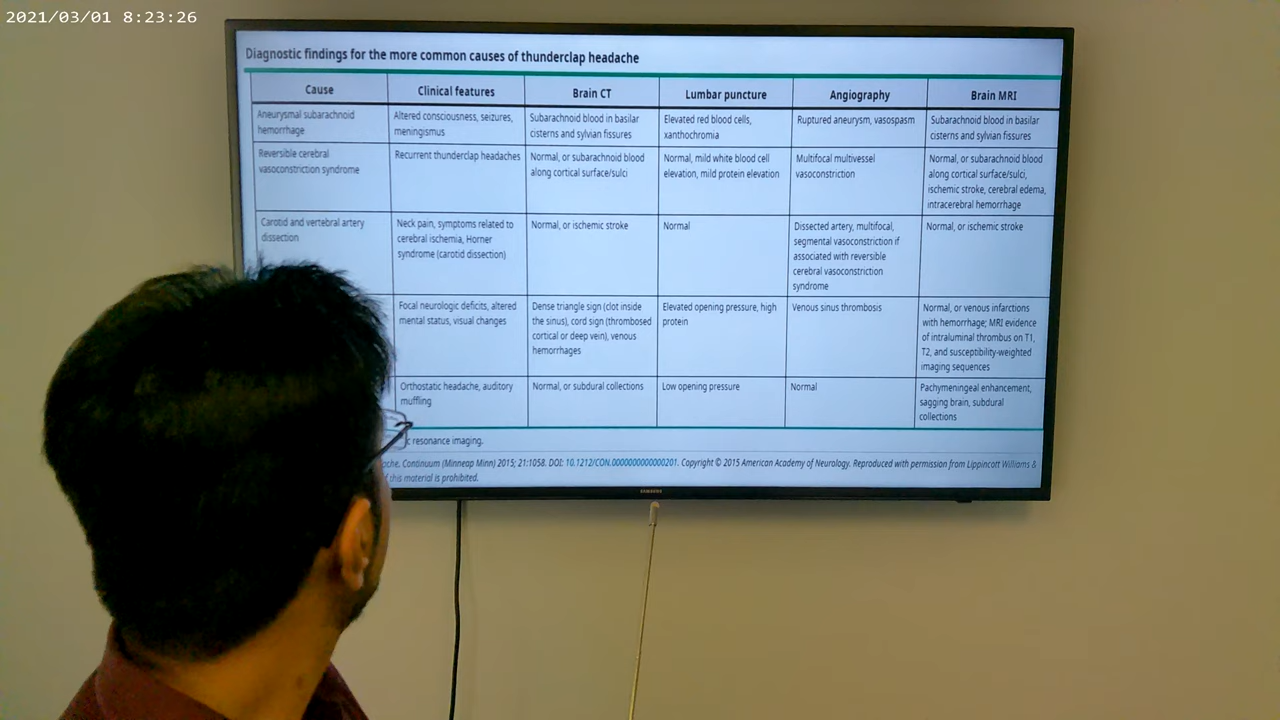 2021/03/01 8:23:26
Diagnostic findings for the more common causes of thunderclap headache
Cause Clinical features Brain CT Lumbar puncture Angiography Brain MRI
Aneurysmal subarachnoid
hemorrhage
Altered consciousness, seizures,
meningismus
Subarachnoid blood in basilar
cisterns and sylvian fissures
Elevated red blood cells,
xanthochromia
Ruptured aneurysm, vasospasm
Subarachnoid blood in basilar
cisterns and sylvian fissures
Reversible cerebral
vasoconstriction syndrome
Recurrent thunderclap headaches
Normal, or subarachnoid blood
along cortical surface/sulci
Normal, mild white blood cell
elevation, mild protein elevation
Multifocal multivessel
vasoconstriction
Normal, or subarachnoid blood
along cortical surface/sulci,
ischemic stroke, cerebral edema,
intracerebral hemorrhage
Carotid and vertebral artery
dissection
Neck pain, symptoms related to
cerebral ischemia, Horner
syndrome (carotid dissection)
Normal, or ischemic stroke
Normal
Dissected artery, multifocal,
segmental vasoconstriction if
associated with reversible
cerebral vasoconstriction
syndrome
Normal, or ischemic stroke
Focal neurologic deficits, altered
mental status, visual changes
Dense triangle sign (clot inside
the sinus), cord sign (thrombosed
cortical or deep vein), venous
hemorrhages
Elevated opening pressure, high
protein
Venous sinus thrombosis
Normal, or venous infarctions
with hemorrhage; MRI evidence
of intraluminal thrombus on T1,
T2, and susceptibility-weighted
imaging sequences
Orthostatic headache, auditory
muffling
Normal, or subdural collections
Low opening pressure
Normal
Pachymeningeal enhancement,
sagging brain, subdural
collections
c resonance imaging.
ache. Continuum (Minneap Minn) 2015; 21:1058. DOI: 10.1212/CON.0000000000000201. Copyright © 2015 American Academy of Neurology. Reproduced with permission from Lippincott Williams &
f this material is prohibited.
SAMSUNG